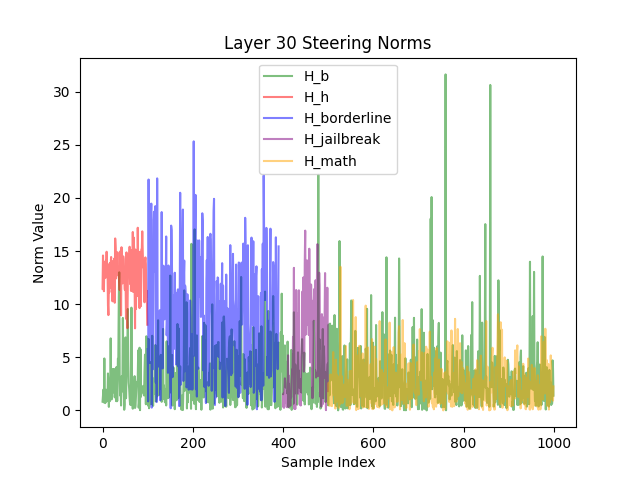 Layer 30 Steering Norms
H_b
H_h
H_borderline
H_jailbreak
H_math
Norm Value
30
25
20
15
10
5
0
0
200
400
600
800
1000
Sample Index